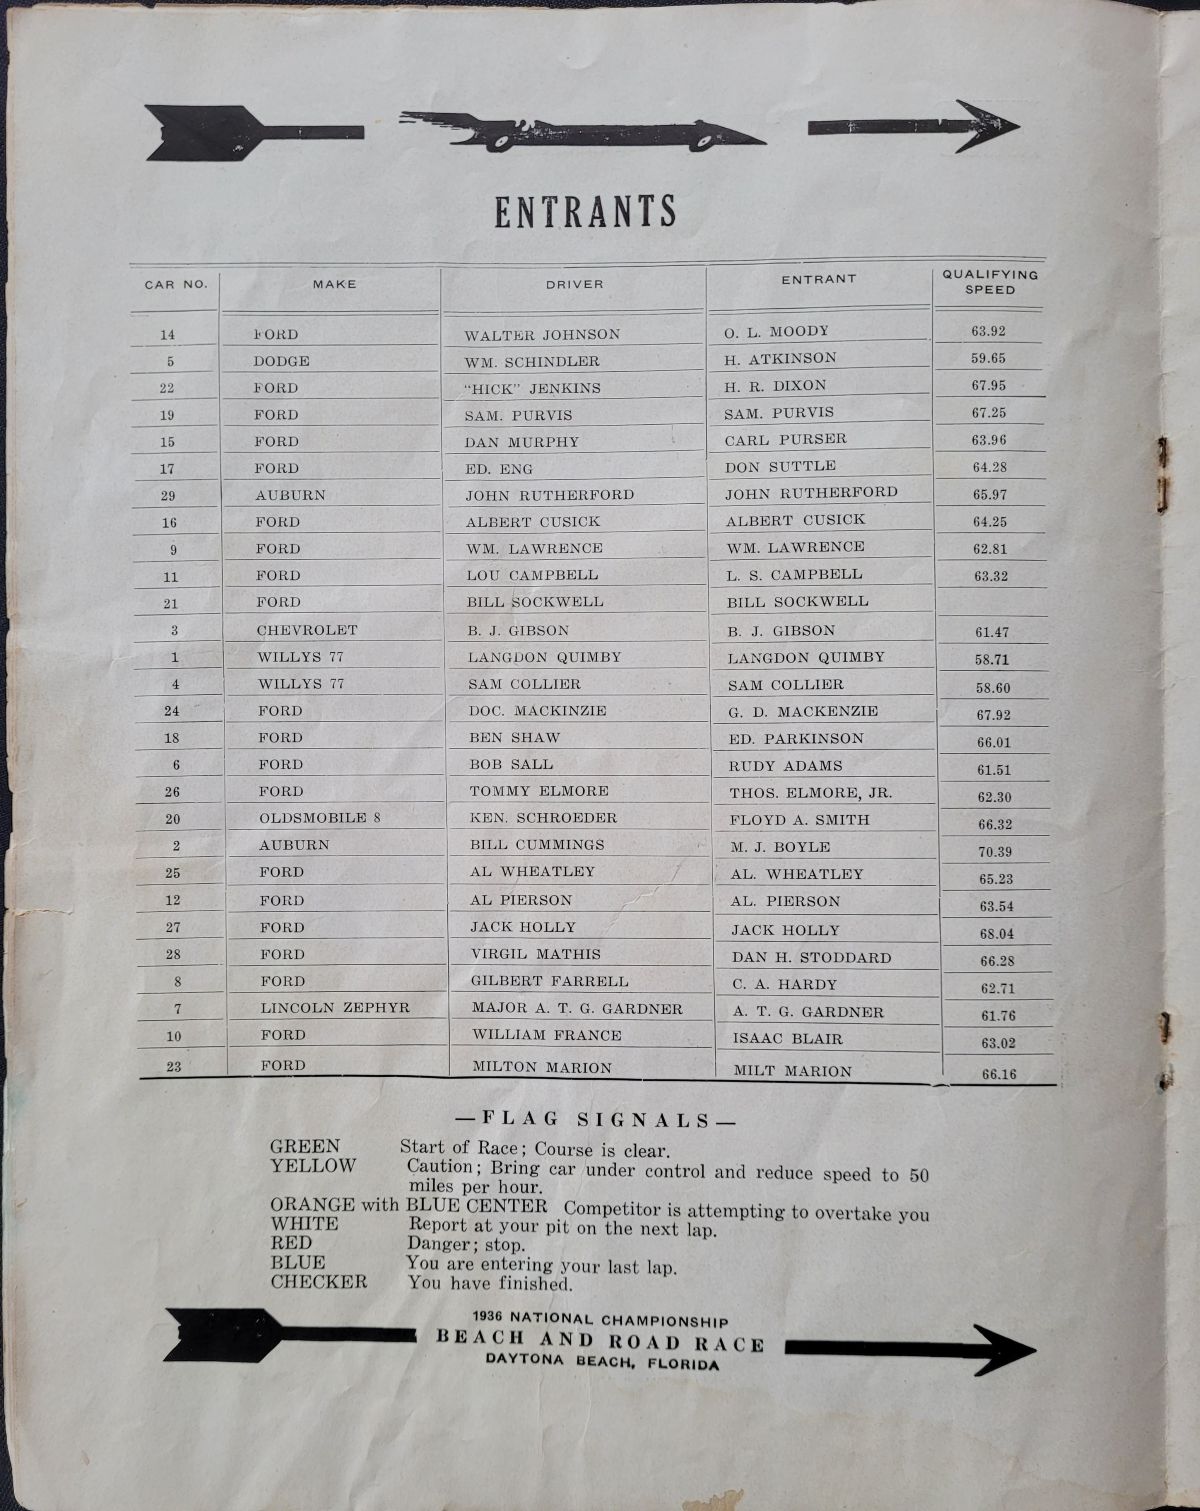 ENTRANTS
CAR NO. MAKE DRIVER ENTRANT QUALIFYING SPEED
14 FORD WALTER JOHNSON O. L. MOODY 63.92
5 DODGE WM. SCHINDLER H. ATKINSON 59.65
22 FORD "HICK" JENKINS H. R. DIXON 67.95
19 FORD SAM. PURVIS SAM. PURVIS 67.25
15 FORD DAN MURPHY CARL PURSER 63.96
17 FORD ED. ENG DON SUTTLE 64.28
29 AUBURN JOHN RUTHERFORD JOHN RUTHERFORD 65.97
16 FORD ALBERT CUSICK ALBERT CUSICK 64.25
9 FORD WM. LAWRENCE WM. LAWRENCE 62.81
11 FORD LOU CAMPBELL L. S. CAMPBELL 63.32
21 FORD BILL SOCKWELL BILL SOCKWELL
3 CHEVROLET B. J. GIBSON B. J. GIBSON 61.47
1 WILLYS 77 LANGDON QUIMBY LANGDON QUIMBY 58.71
4 WILLYS 77 SAM COLLIER SAM COLLIER 58.60
24 FORD DOC. MACKINZIE G. D. MACKENZIE 67.92
18 FORD BEN SHAW ED. PARKINSON 66.01
6 FORD BOB SALL RUDY ADAMS 61.51
26 FORD TOMMY ELMORE THOS. ELMORE, JR. 62.30
20 OLDSMOBILE 8 KEN. SCHROEDER FLOYD A. SMITH 66.32
2 AUBURN BILL CUMMINGS M. J. BOYLE 70.39
25 FORD AL WHEATLEY AL. WHEATLEY 65.23
12 FORD AL PIERSON AL. PIERSON 63.54
27 FORD JACK HOLLY JACK HOLLY 68.04
28 FORD VIRGIL MATHIS DAN H. STODDARD 66.28
8 FORD GILBERT FARRELL C. A. HARDY 62.71
7 LINCOLN ZEPHYR MAJOR A. T. G. GARDNER A. T. G. GARDNER 61.76
10 FORD WILLIAM FRANCE ISAAC BLAIR 63.02
23 FORD MILTON MARION MILT MARION 66.16
—FLAG SIGNALS—
GREEN Start of Race; Course is clear.
YELLOW Caution; Bring car under control and reduce speed to 50
miles per hour.
ORANGE with BLUE CENTER Competitor is attempting to overtake you
WHITE Report at your pit on the next lap.
RED Danger; stop.
BLUE You are entering your last lap.
CHECKER You have finished.
1936 NATIONAL CHAMPIONSHIP
BEACH AND ROAD RACE
DAYTONA BEACH, FLORIDA